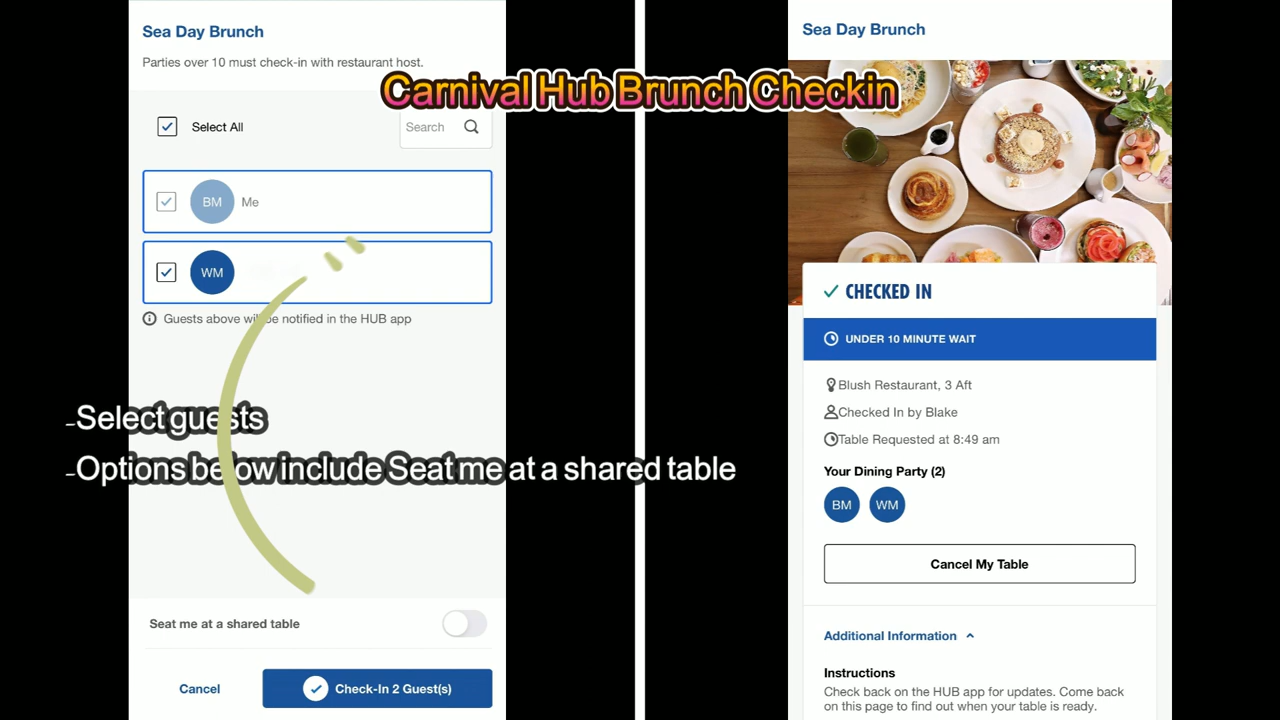 Sea Day Brunch
Parties over 10 must check-in with restaurant host.
Carnival Hub Brunch Checkin
Select All
Search
BM
Me
WM
Guests above will be notified in the HUB app
-Select guests
-Options below include Seat me at a shared table
Seat me at a shared table
Cancel
Check-In 2 Guest(s)
Sea Day Brunch
CHECKED IN
UNDER 10 MINUTE WAIT
Blush Restaurant, 3 Aft
Checked In by Blake
Table Requested at 8:49 am
Your Dining Party (2)
BM WM
Cancel My Table
Additional Information
Instructions
Check back on the HUB app for updates. Come back
on this page to find out when your table is ready.